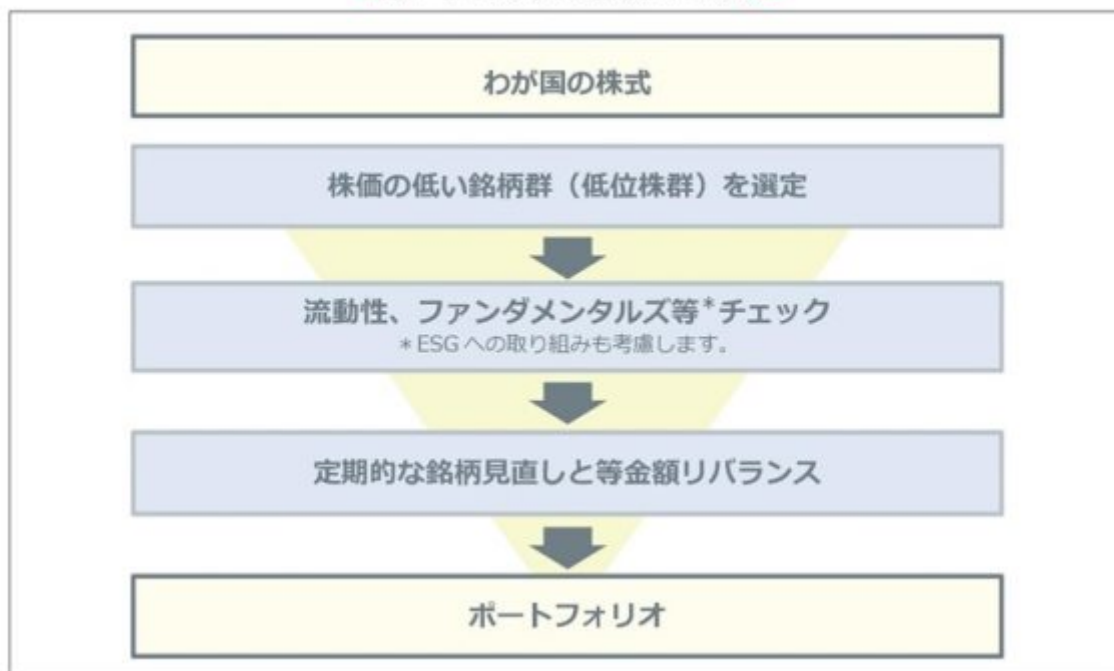 わが国の株式
株価の低い銘柄群（低位株群）を選定
流動性、ファンダメンタルズ等*チェック
*ESGへの取り組みも考慮します。
定期的な銘柄見直しと等金額リバランス
ポートフォリオ